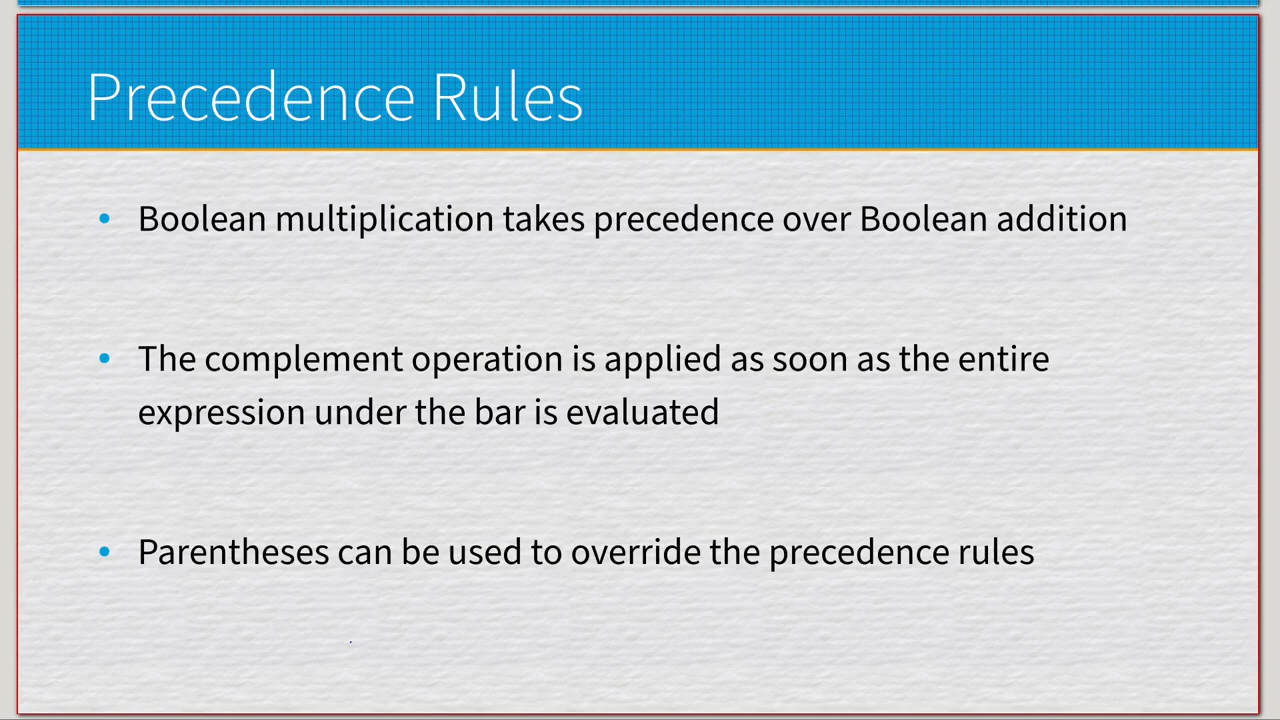 Precedence Rules
• Boolean multiplication takes precedence over Boolean addition
• The complement operation is applied as soon as the entire
expression under the bar is evaluated
• Parentheses can be used to override the precedence rules